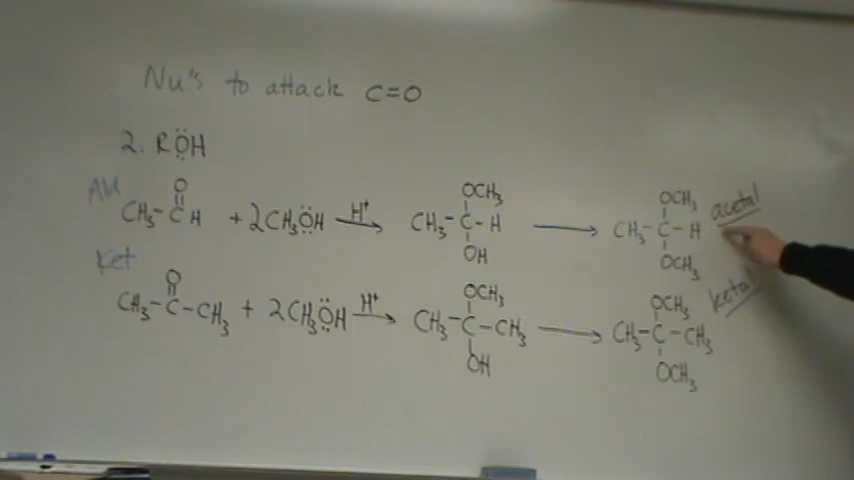 Nu's to attack C=O
2. RÖH
Ald
O
CH₃-C H + 2CH₃ÖH H⁺ →
OCH₃
CH₃-C-H
OH
→
OCH₃
CH₃-C-H
OCH₃
acetal
Ket
O
CH₃-C-CH₃ + 2CH₃ÖH H⁺ →
OCH₃
CH₃-C-CH₃
OH
→
OCH₃
CH₃-C-CH₃
OCH₃
ketal